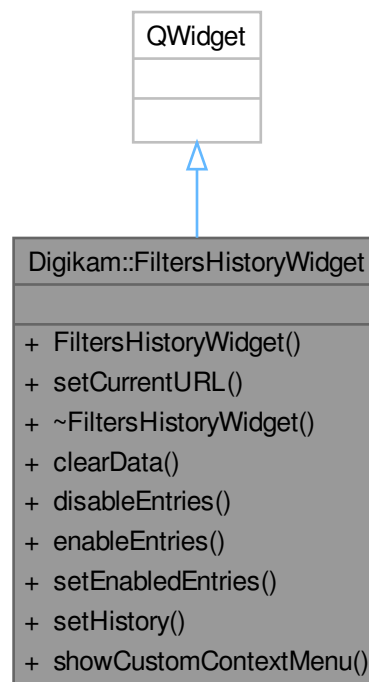 QWidget
Digikam::FiltersHistoryWidget
+ FiltersHistoryWidget()
+ setCurrentURL()
+ ~FiltersHistoryWidget()
+ clearData()
+ disableEntries()
+ enableEntries()
+ setEnabledEntries()
+ setHistory()
+ showCustomContextMenu()